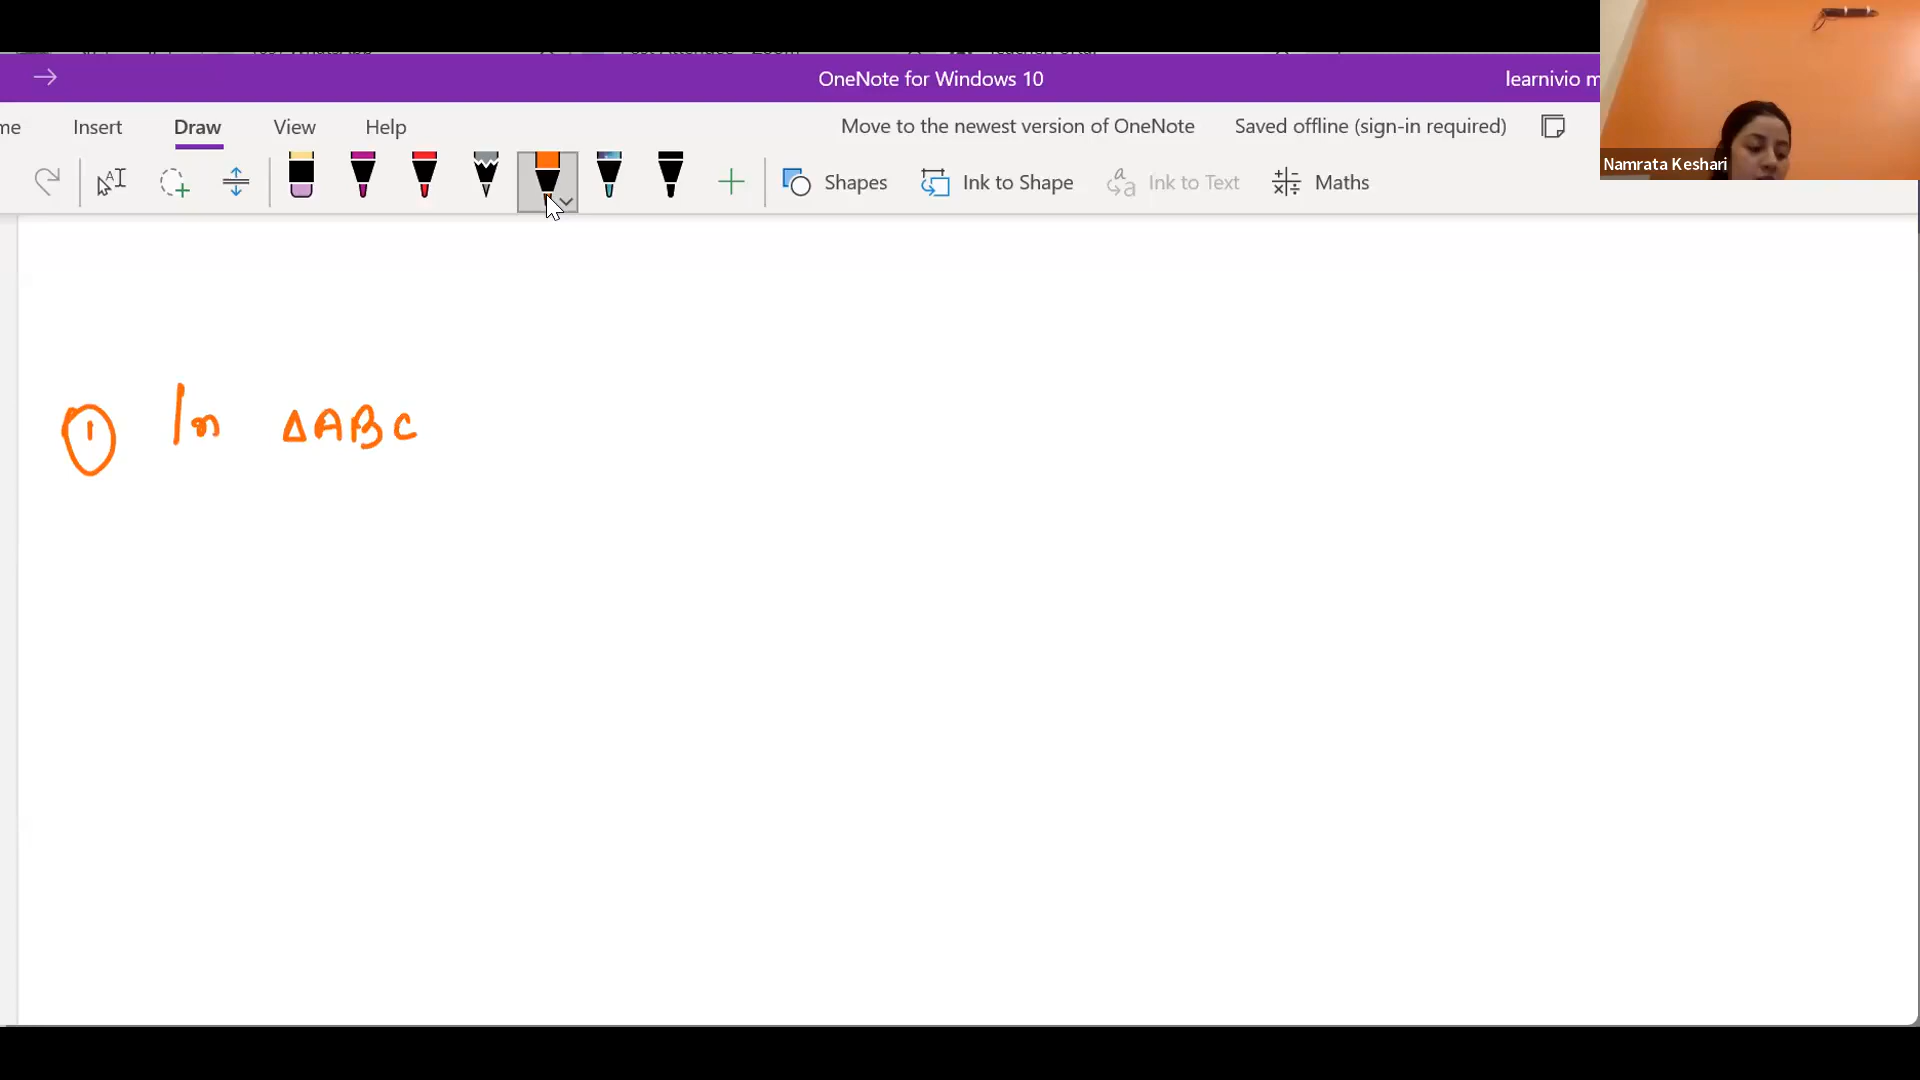 OneNote for Windows 10
learnivio m
me Insert Draw View Help
Move to the newest version of OneNote Saved offline (sign-in required)
Shapes Ink to Shape Ink to Text Maths
Namrata Keshari
① In ΔABC